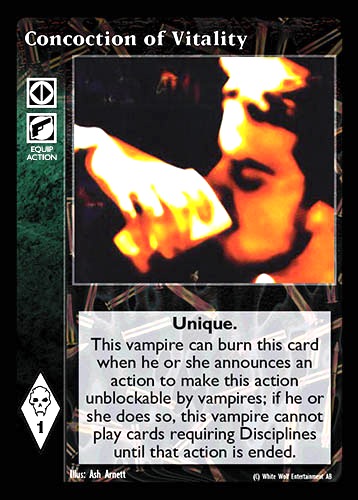 Concoction of Vitality
EQUIP
ACTION
Unique.
This vampire can burn this card
when he or she announces an
action to make this action
unblockable by vampires; if he or
she does so, this vampire cannot
play cards requiring Disciplines
until that action is ended.
1
Illus: Ash Arnett
(C) White Wolf Entertainment AB